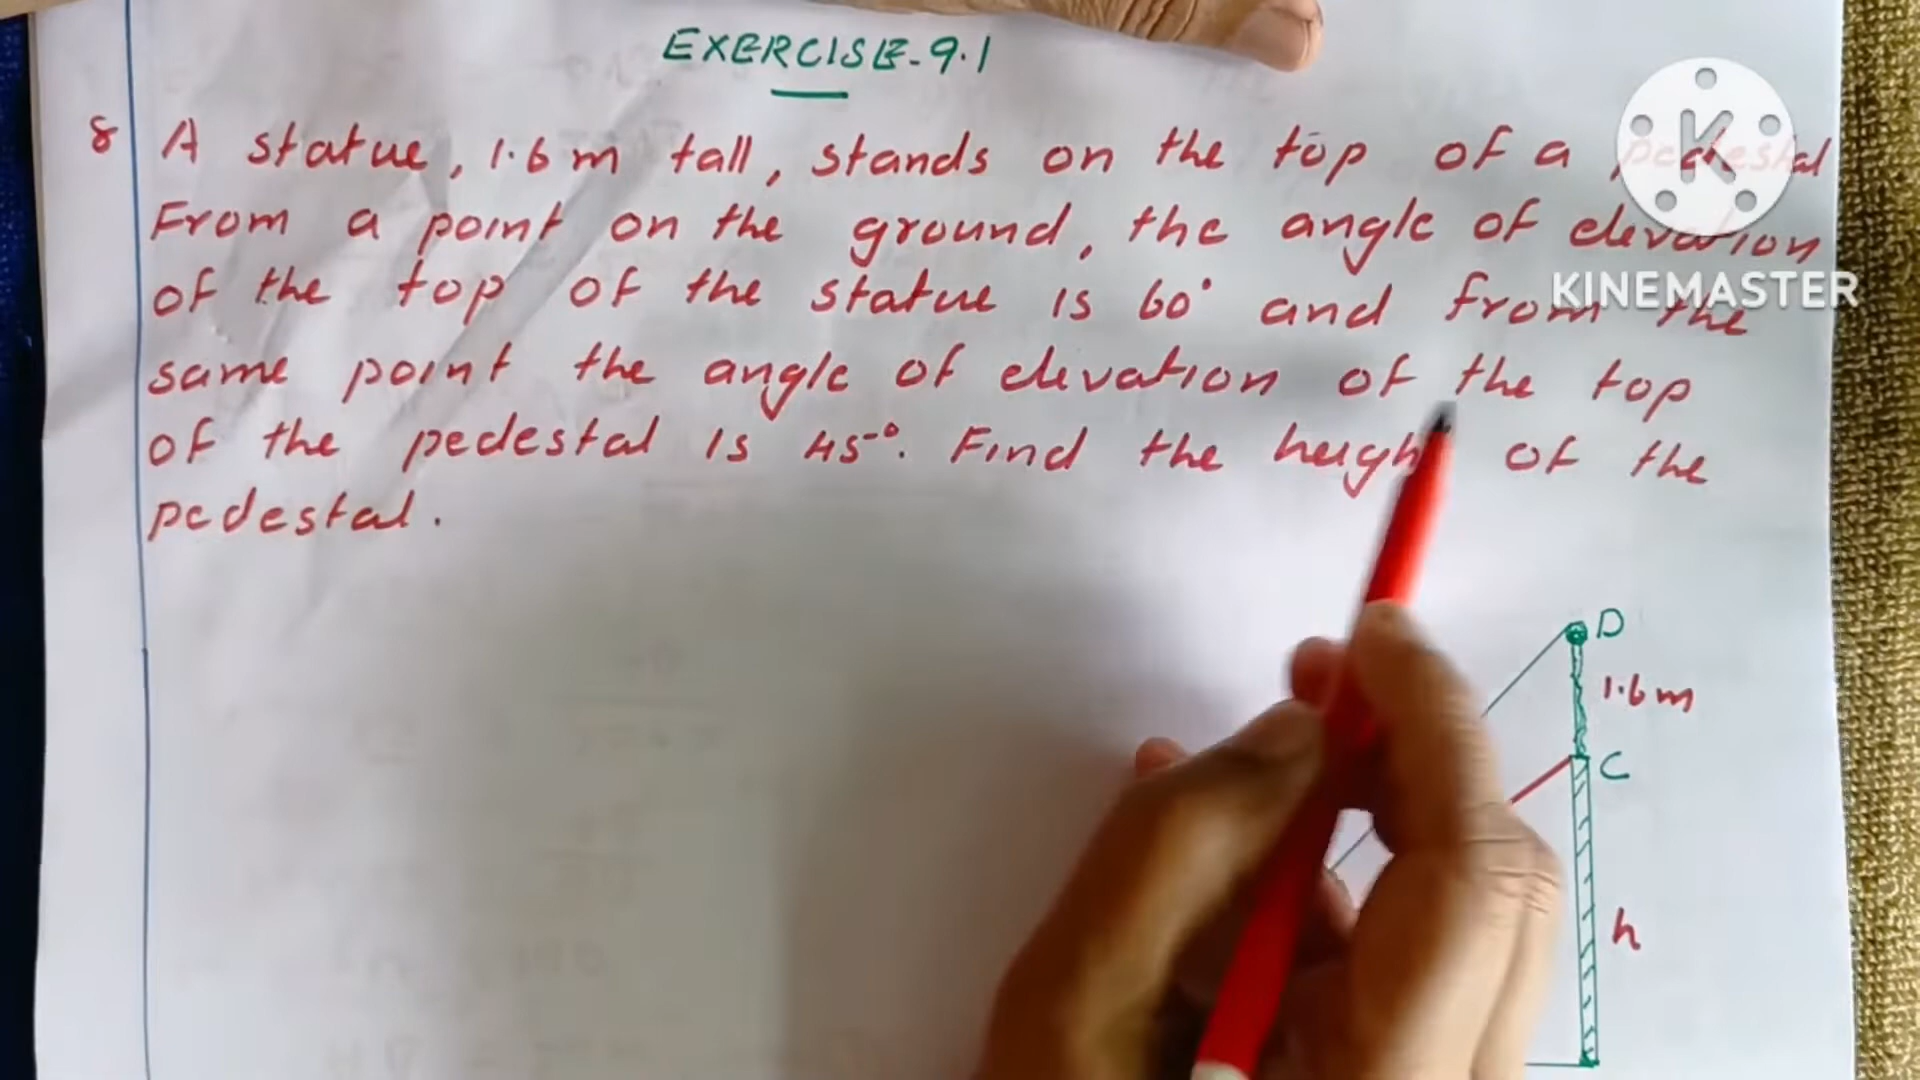 EXERCISE-9.1
8 A statue, 1.6m tall, stands on the top of a pedestal
From a point on the ground, the angle of elevation
of the top of the statue is 60° and from the
same point the angle of elevation of the top
of the pedestal is 45°. Find the height of the
pedestal.
K
KINEMASTER
D
1.6m
C
h